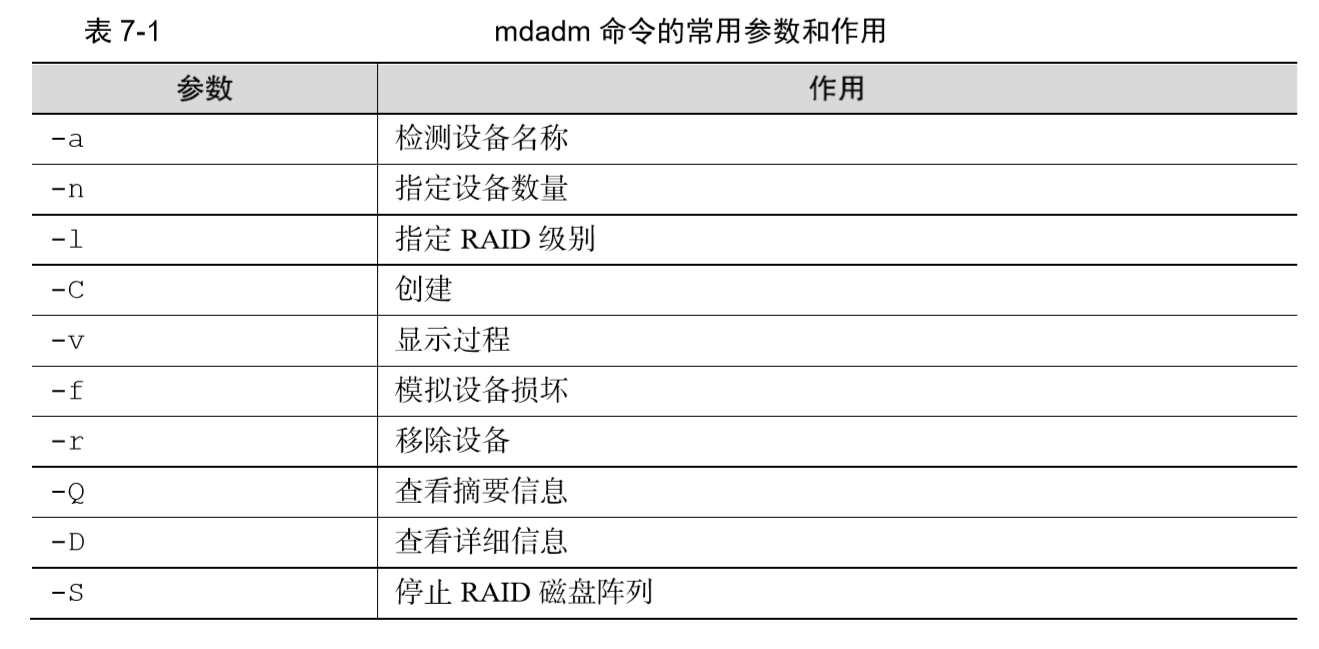 表 7-1 mdadm 命令的常用参数和作用
参数 作用
-a 检测设备名称
-n 指定设备数量
-l 指定 RAID 级别
-C 创建
-v 显示过程
-f 模拟设备损坏
-r 移除设备
-Q 查看摘要信息
-D 查看详细信息
-S 停止 RAID 磁盘阵列